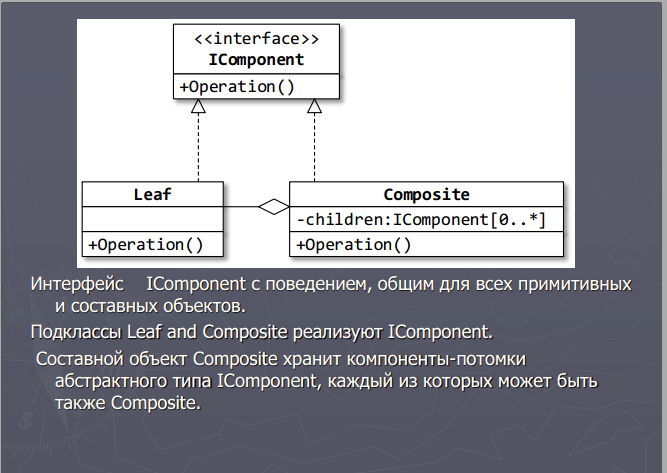 <<interface>>
IComponent
+Operation()
Leaf
+Operation()
Composite
-children:IComponent[0..*]
+Operation()
Интерфейс IComponent с поведением, общим для всех примитивных
и составных объектов.
Подклассы Leaf and Composite реализуют IComponent.
Составной объект Composite хранит компоненты-потомки
абстрактного типа IComponent, каждый из которых может быть
также Composite.